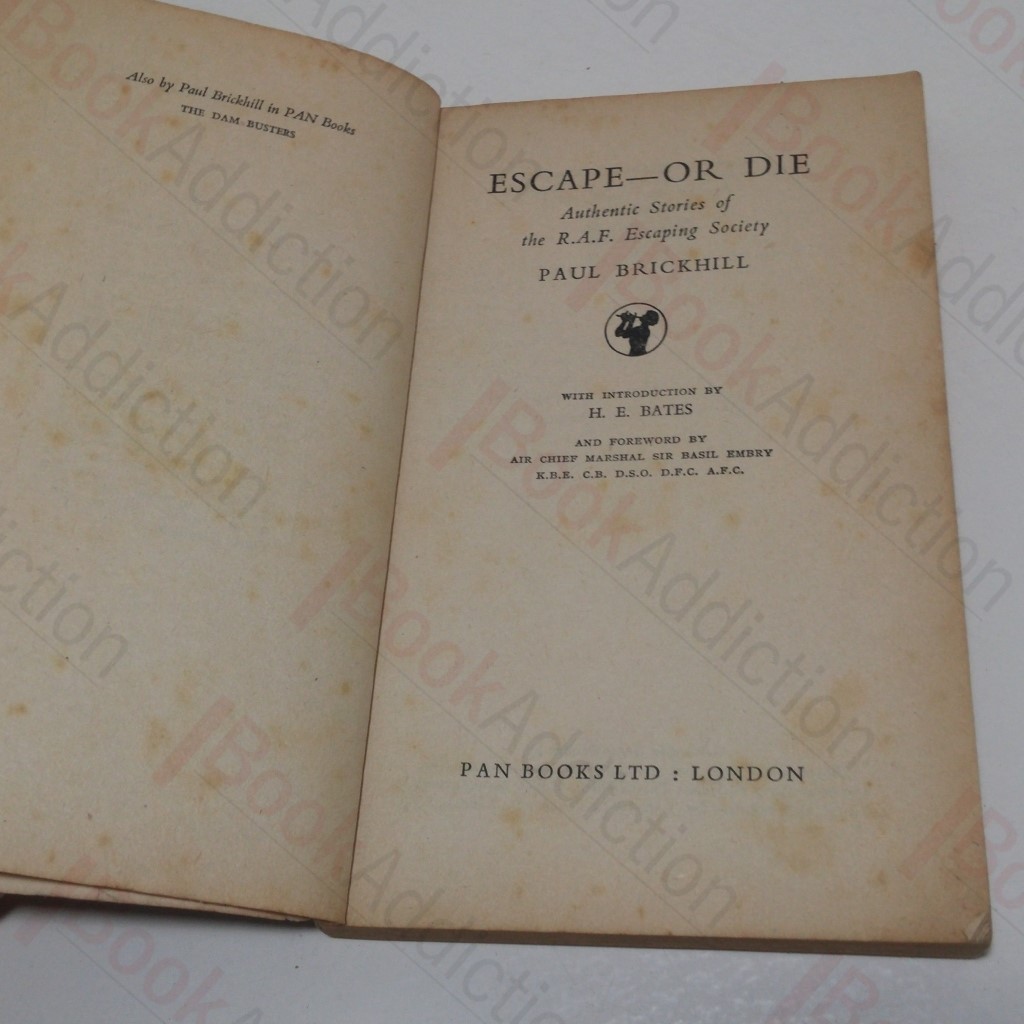 Also by Paul Brickhill in PAN Books
THE DAM BUSTERS
ESCAPE—OR DIE
Authentic Stories of
the R.A.F. Escaping Society
PAUL BRICKHILL
WITH INTRODUCTION BY
H. E. BATES
AND FOREWORD BY
AIR CHIEF MARSHAL SIR BASIL EMBRY
K.B.E. C.B. D.S.O. D.F.C. A.F.C.
PAN BOOKS LTD : LONDON
BookAddiction